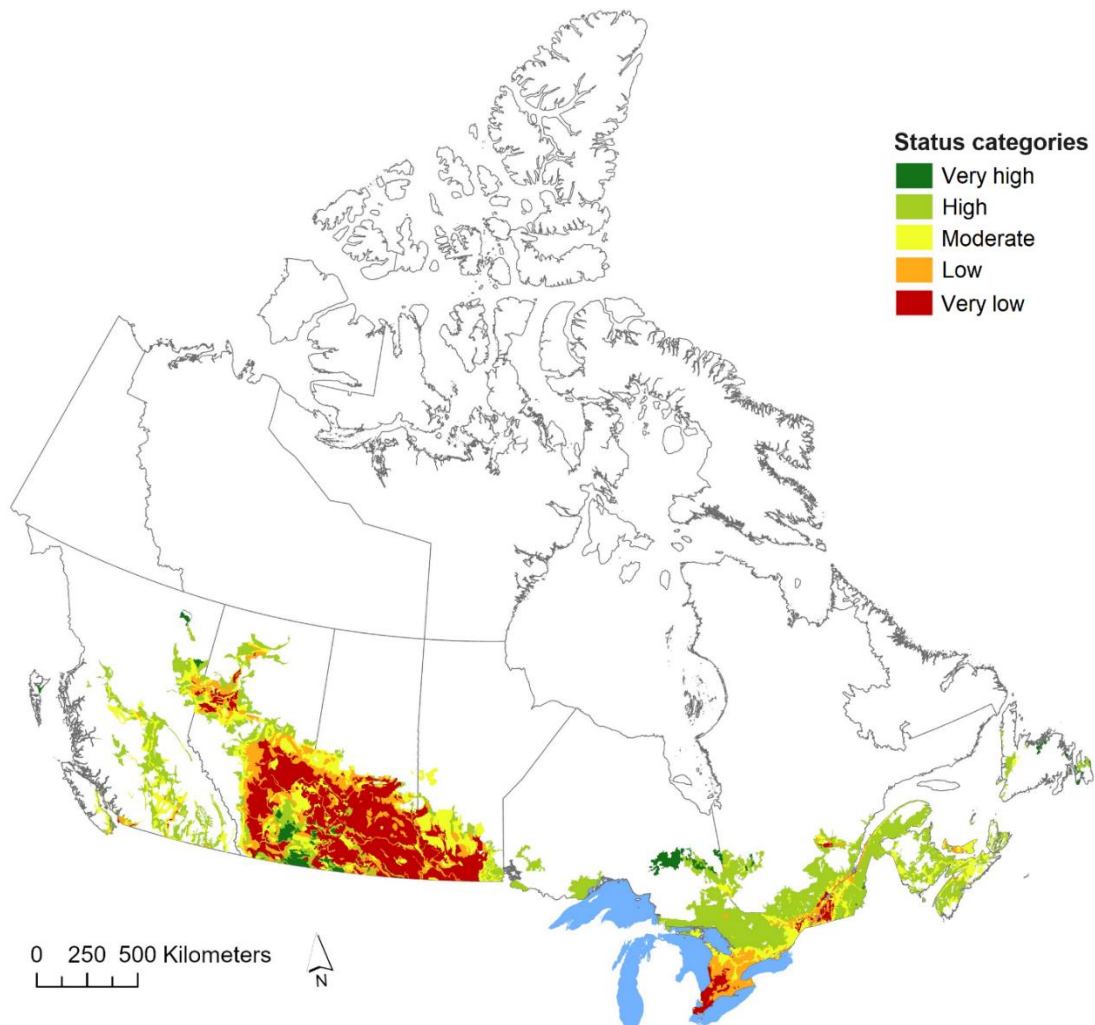 Status categories
Very high
High
Moderate
Low
Very low
0 250 500 Kilometers
N